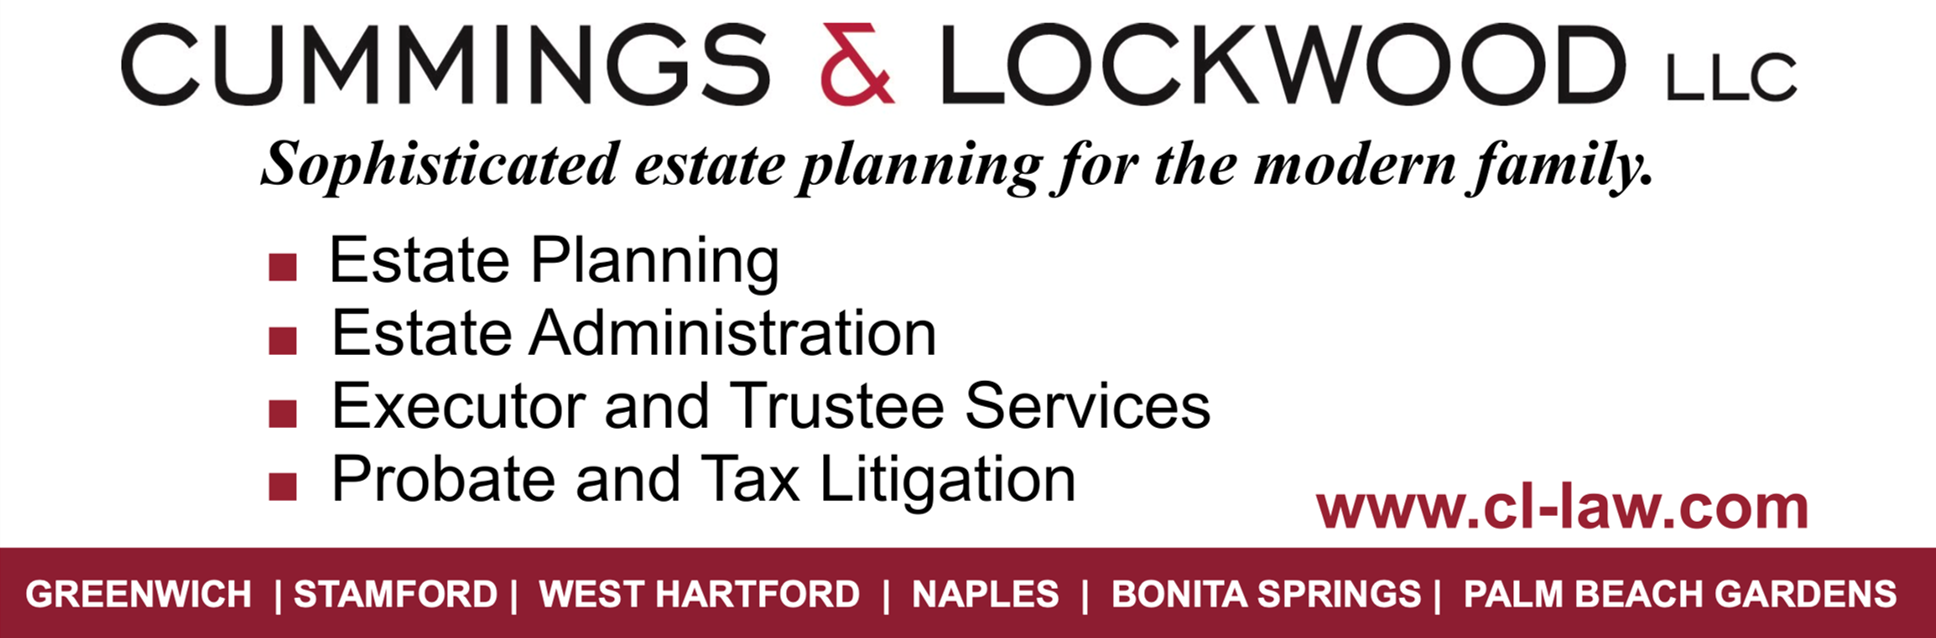 CUMMINGS & LOCKWOOD LLC
Sophisticated estate planning for the modern family.
■ Estate Planning
■ Estate Administration
■ Executor and Trustee Services
■ Probate and Tax Litigation
www.cl-law.com
GREENWICH | STAMFORD | WEST HARTFORD | NAPLES | BONITA SPRINGS | PALM BEACH GARDENS